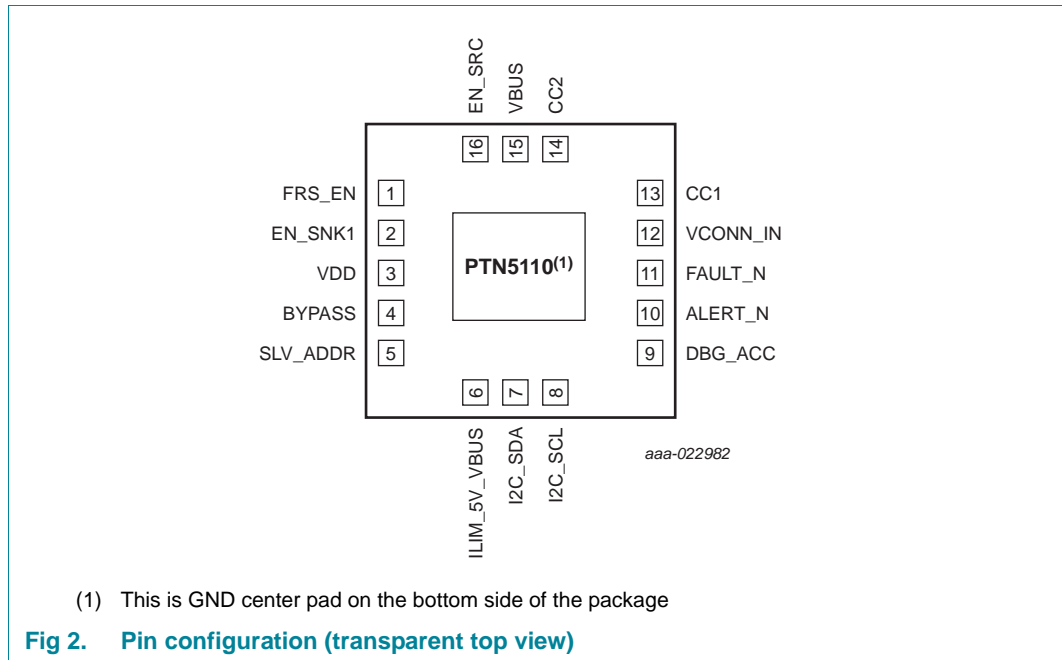 EN_SRC
VBUS
CC2
16
15
14
FRS_EN 1
EN_SNK1 2
VDD 3
BYPASS 4
SLV_ADDR 5
PTN5110(1)
13 CC1
12 VCONN_IN
11 FAULT_N
10 ALERT_N
9 DBG_ACC
6
7
8
ILIM_5V_VBUS
I2C_SDA
I2C_SCL
aaa-022982
(1) This is GND center pad on the bottom side of the package
Fig 2. Pin configuration (transparent top view)